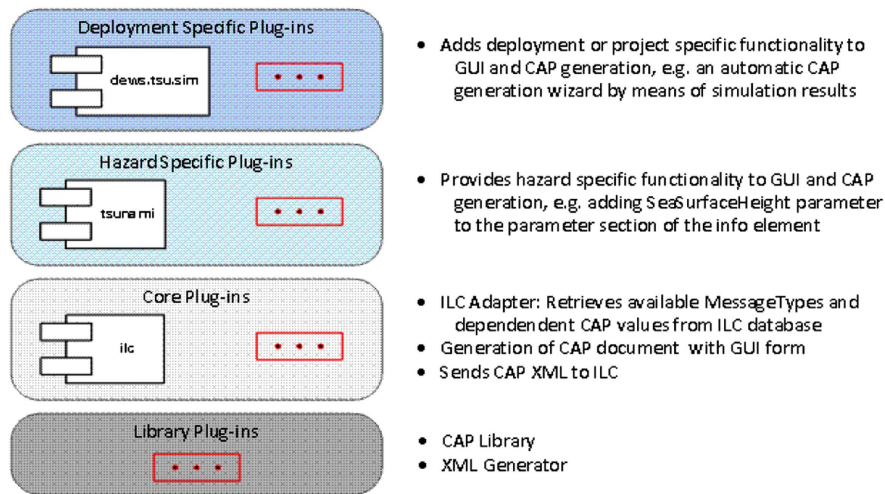 Deployment Specific Plug-ins
dews.tsu.sim
• Adds deployment or project specific functionality to
GUI and CAP generation, e.g. an automatic CAP
generation wizard by means of simulation results
Hazard Specific Plug-ins
tsunami
• Provides hazard specific functionality to GUI and CAP
generation, e.g. adding SeaSurfaceHeight parameter
to the parameter section of the info element
Core Plug-ins
ilc
• ILC Adapter: Retrieves available MessageTypes and
dependendent CAP values from ILC database
• Generation of CAP document with GUI form
• Sends CAP XML to ILC
Library Plug-ins
• CAP Library
• XML Generator